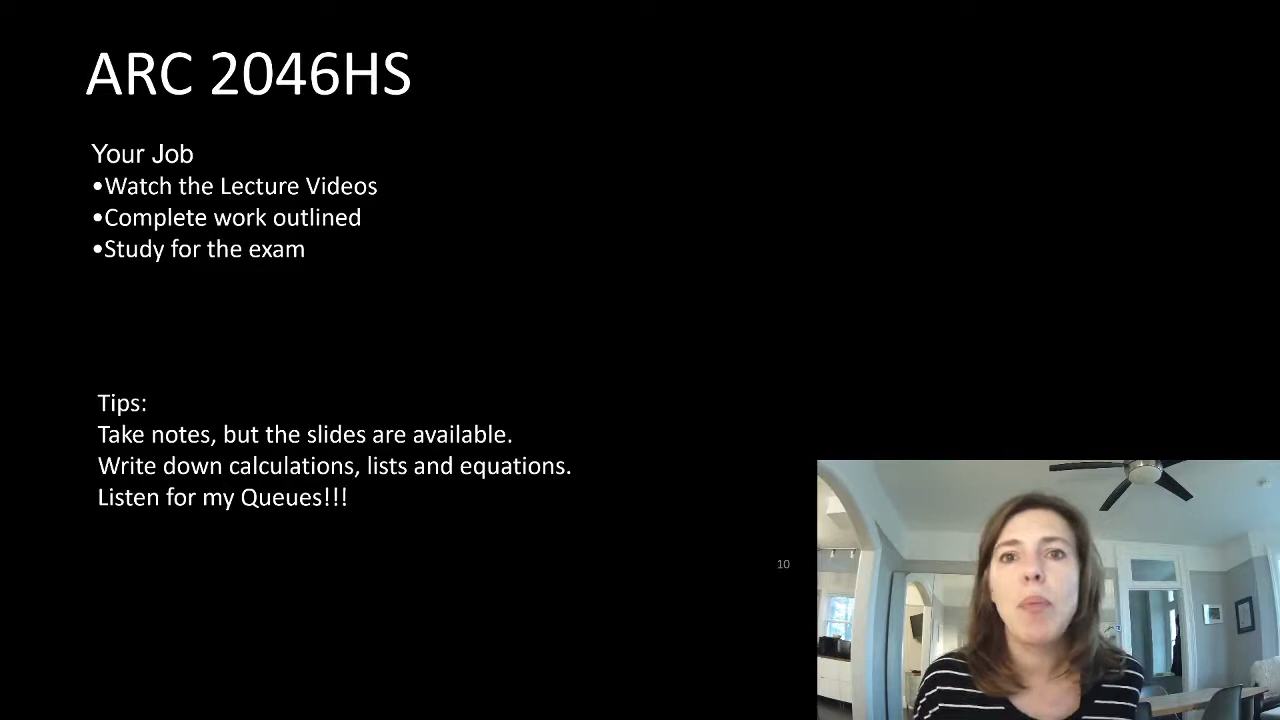 ARC 2046HS
Your Job
•Watch the Lecture Videos
•Complete work outlined
•Study for the exam
Tips:
Take notes, but the slides are available.
Write down calculations, lists and equations.
Listen for my Queues!!!
10